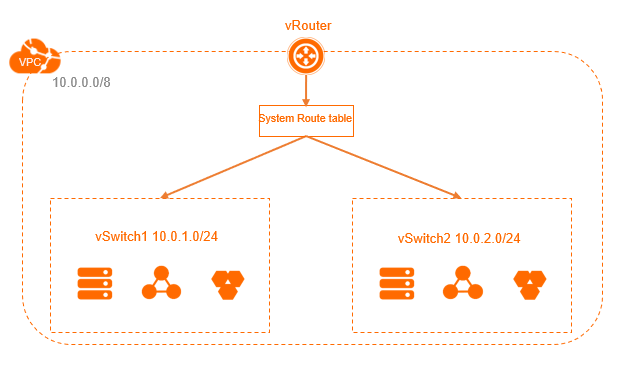 vRouter
VPC
10.0.0.0/8
System Route table
vSwitch1 10.0.1.0/24
vSwitch2 10.0.2.0/24